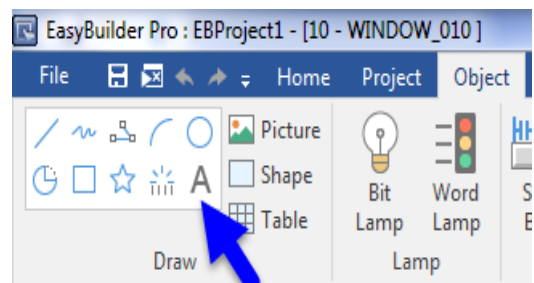 EasyBuilder Pro : EBProject1 - [10 - WINDOW_010 ]
File Home Project Object
Picture
Shape
Table
A
Bit
Lamp
Word
Lamp
Draw
Lamp